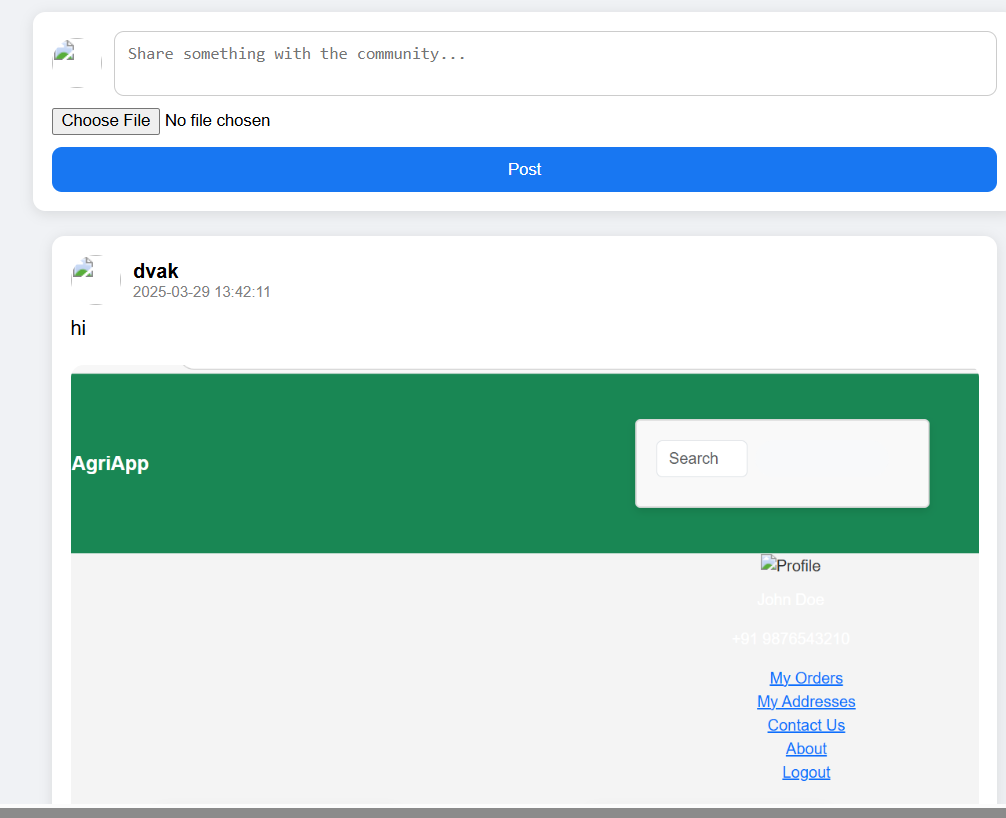 Share something with the community...
Choose File No file chosen
Post
dvak
2025-03-29 13:42:11
hi
AgriApp
Search
Profile
John Doe
+91 9876543210
My Orders
My Addresses
Contact Us
About
Logout